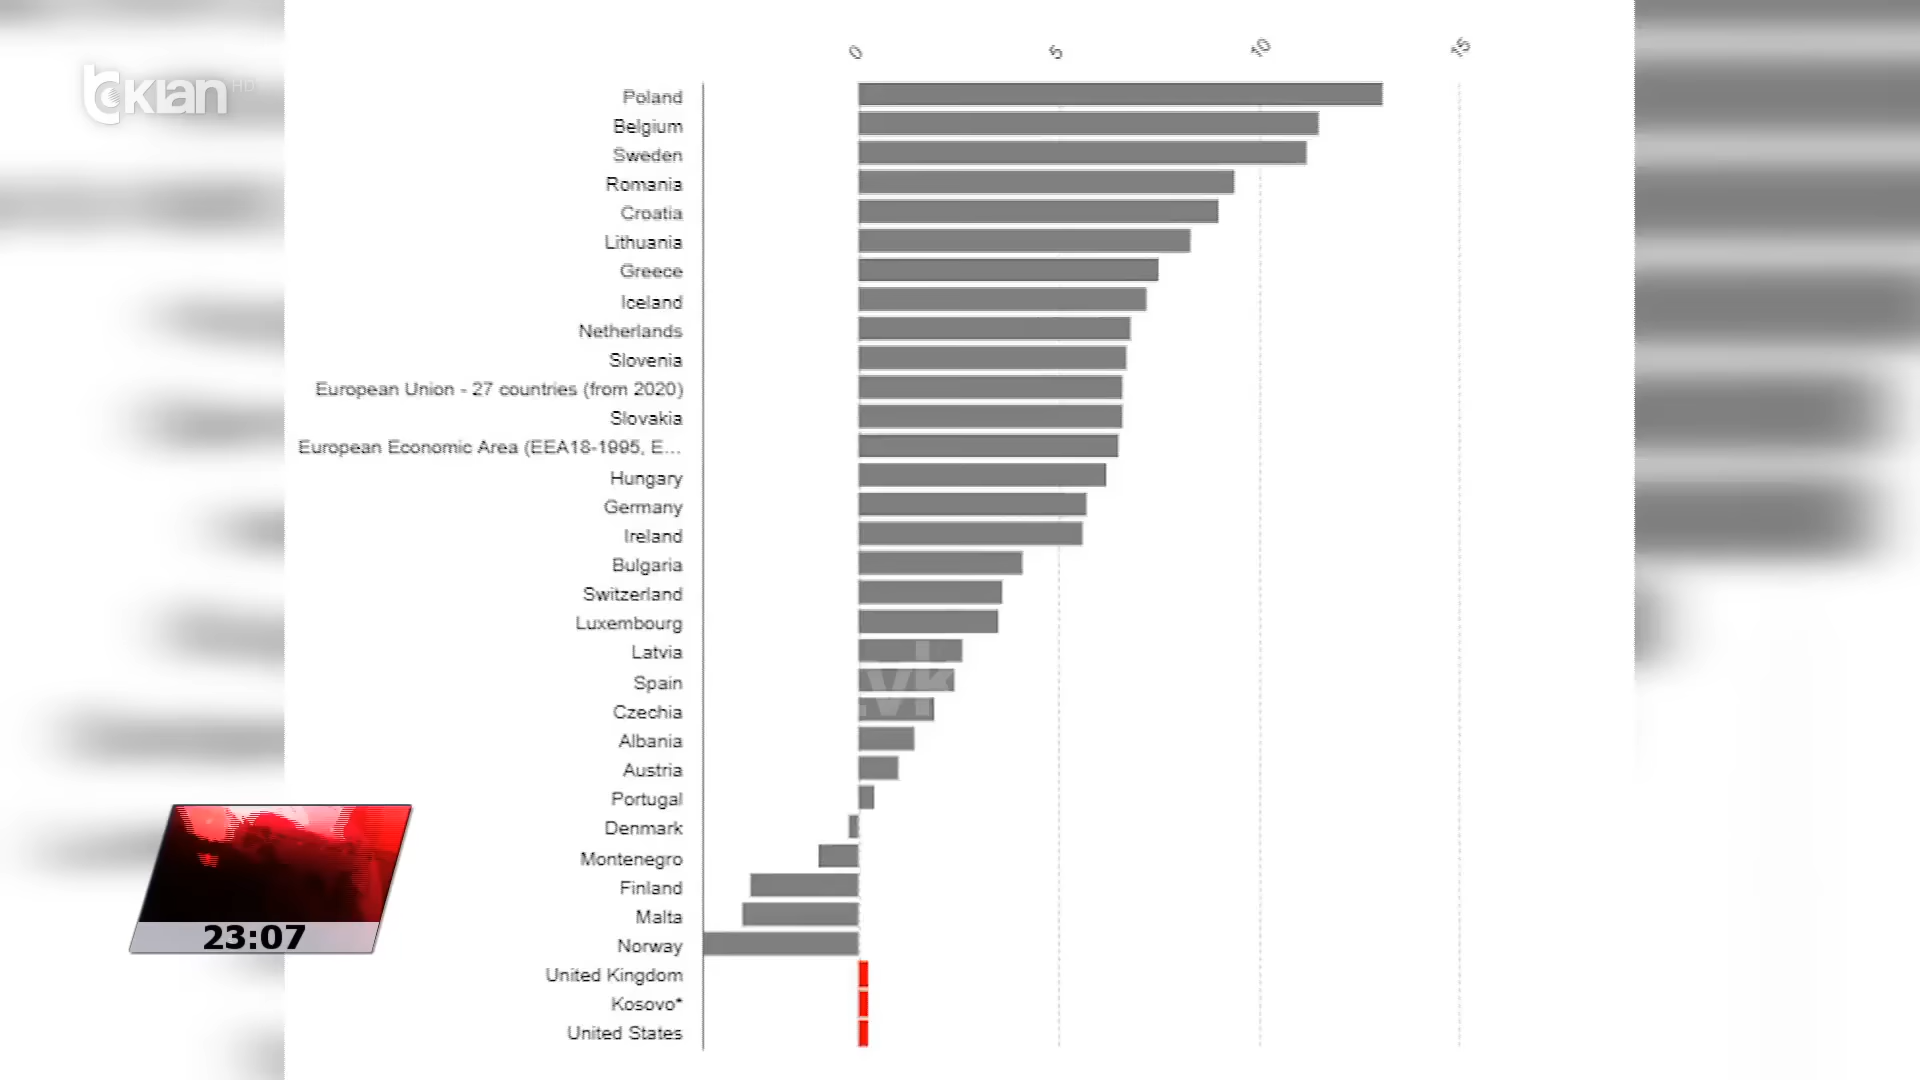 0 5 10 15
tcklan HD
Poland
Belgium
Sweden
Romania
Croatia
Lithuania
Greece
Iceland
Netherlands
Slovenia
European Union - 27 countries (from 2020)
Slovakia
European Economic Area (EEA18-1995, E...
Hungary
Germany
Ireland
Bulgaria
Switzerland
Luxembourg
Latvia
Spain
Czechia
Albania
Austria
Portugal
Denmark
Montenegro
Finland
Malta
Norway
United Kingdom
Kosovo*
United States
23:07